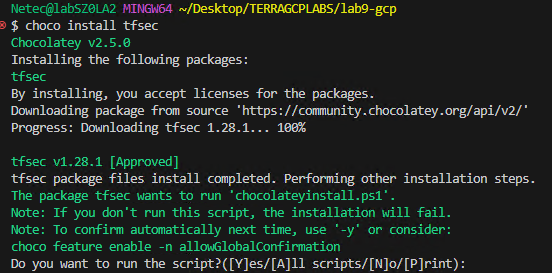 Netec@labSZ0LA2 MINGW64 ~/Desktop/TERRAGCPLABS/lab9-gcp
$ choco install tfsec
Chocolatey v2.5.0
Installing the following packages:
tfsec
By installing, you accept licenses for the packages.
Downloading package from source 'https://community.chocolatey.org/api/v2/'
Progress: Downloading tfsec 1.28.1... 100%

tfsec v1.28.1 [Approved]
tfsec package files install completed. Performing other installation steps.
The package tfsec wants to run 'chocolateyinstall.ps1'.
Note: If you don't run this script, the installation will fail.
Note: To confirm automatically next time, use '-y' or consider:
choco feature enable -n allowGlobalConfirmation
Do you want to run the script?([Y]es/[A]ll scripts/[N]o/[P]rint):